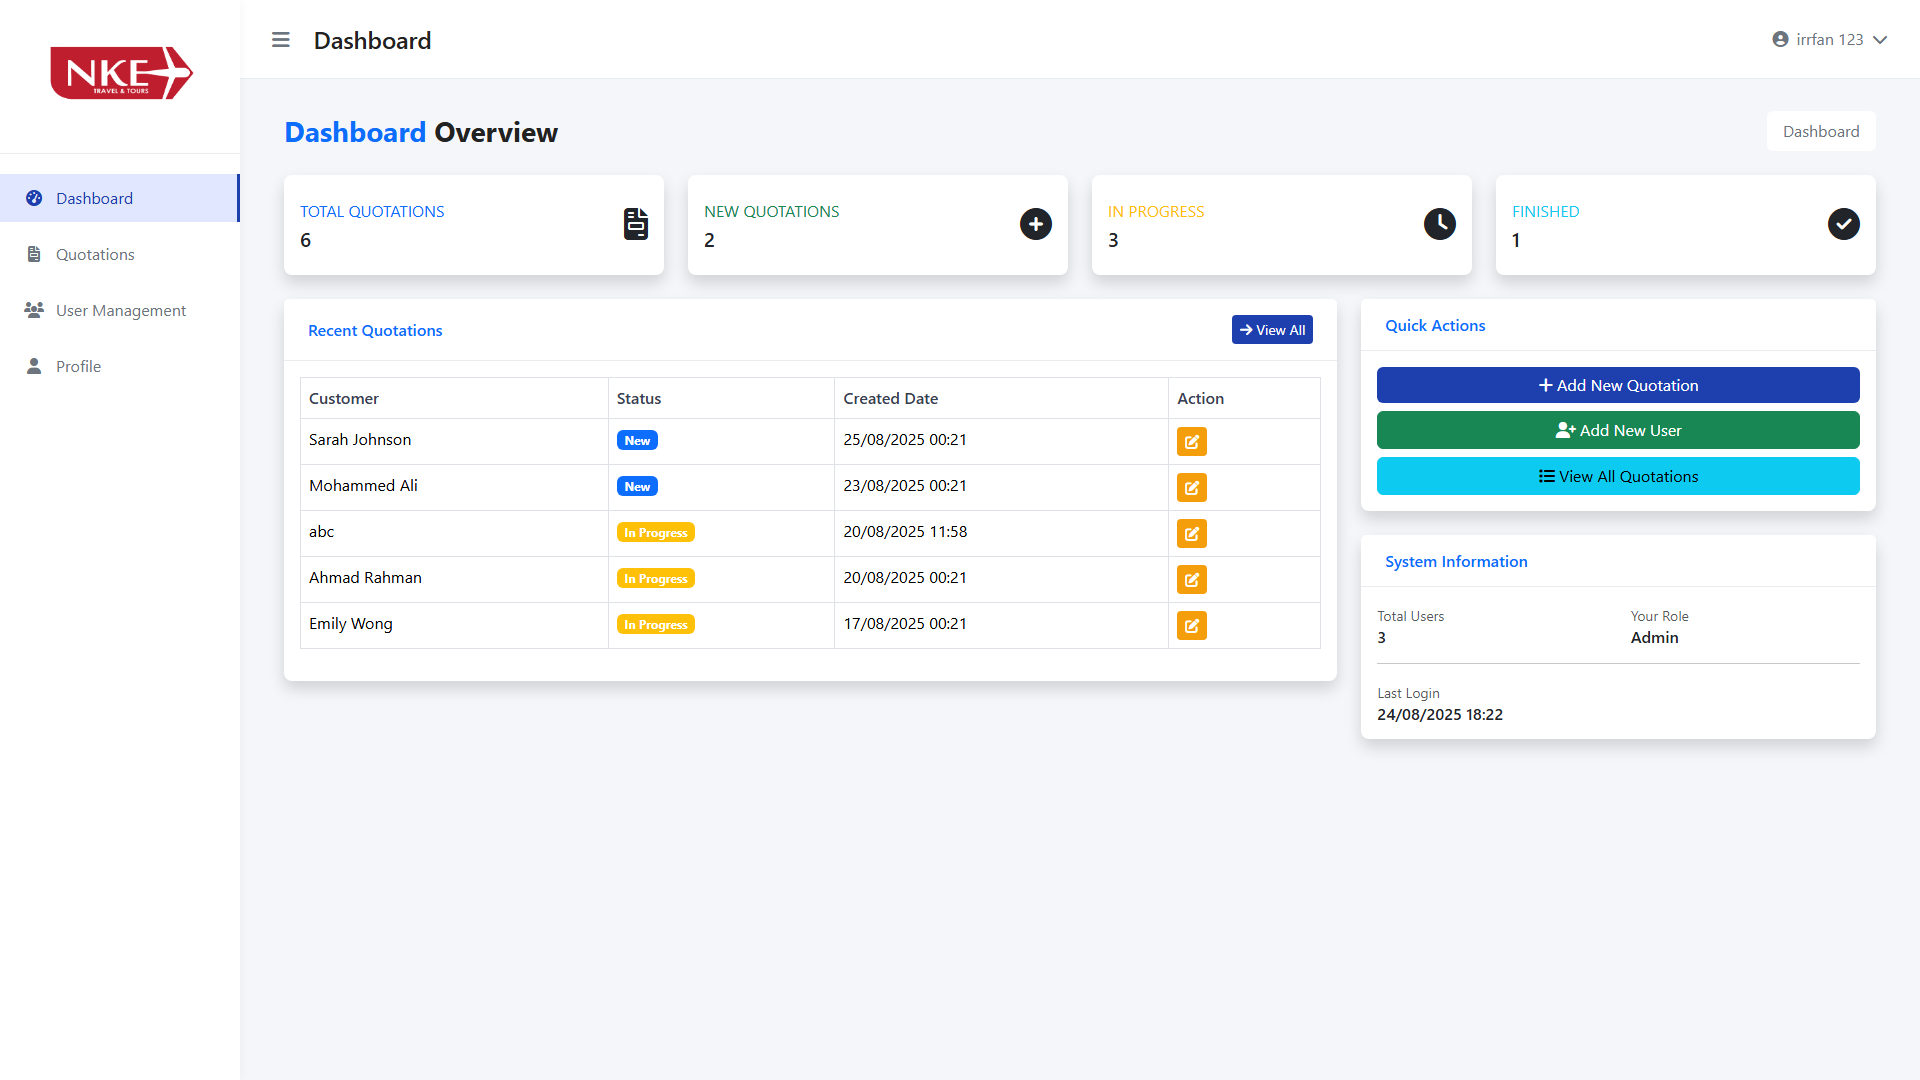 NKE
TRAVEL & TOURS
Dashboard
irrfan 123
Dashboard
Quotations
User Management
Profile
Dashboard Overview
Dashboard
TOTAL QUOTATIONS
6
NEW QUOTATIONS
2
IN PROGRESS
3
FINISHED
1
Recent Quotations
View All
Customer Status Created Date Action
Sarah Johnson New 25/08/2025 00:21
Mohammed Ali New 23/08/2025 00:21
abc In Progress 20/08/2025 11:58
Ahmad Rahman In Progress 20/08/2025 00:21
Emily Wong In Progress 17/08/2025 00:21
Quick Actions
Add New Quotation
Add New User
View All Quotations
System Information
Total Users
3
Your Role
Admin
Last Login
24/08/2025 18:22